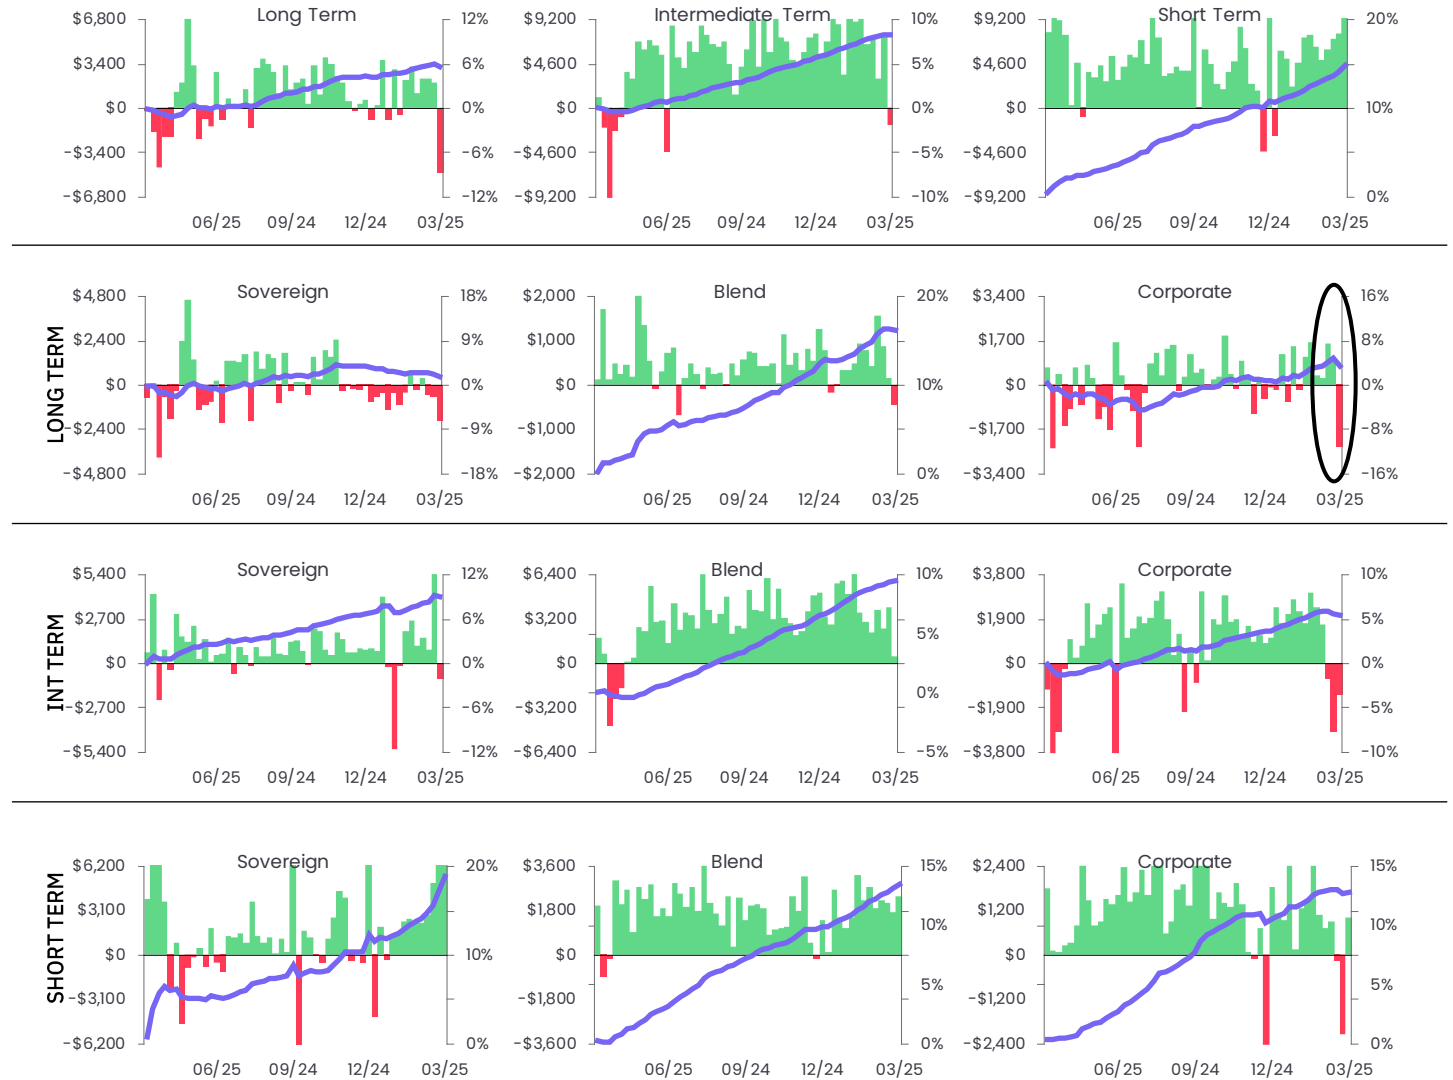 Long Term Intermediate Term Short Term
$6,800 12% $9,200 10% $9,200 20%
$3,400 6% $4,600 5% $4,600
$0 0% $0 0% $0 10%
-$3,400 -6% -$4,600 -5% -$4,600
-$6,800 -12% -$9,200 -10% -$9,200 0%
06/25 09/24 12/24 03/25 06/25 09/24 12/24 03/25 06/25 09/24 12/24 03/25
LONG TERM
Sovereign Blend Corporate
$4,800 18% $2,000 20% $3,400 16%
$2,400 9% $1,000 $1,700 8%
$0 0% $0 10% $0 0%
-$2,400 -9% -$1,000 -$1,700 -8%
-$4,800 -18% -$2,000 0% -$3,400 -16%
06/25 09/24 12/24 03/25 06/25 09/24 12/24 03/25 06/25 09/24 12/24 03/25
INT TERM
Sovereign Blend Corporate
$5,400 12% $6,400 10% $3,800 10%
$2,700 6% $3,200 5% $1,900 5%
$0 0% $0 0% $0 0%
-$2,700 -6% -$3,200 -$1,900 -5%
-$5,400 -12% -$6,400 -5% -$3,800 -10%
06/25 09/24 12/24 03/25 06/25 09/24 12/24 03/25 06/25 09/24 12/24 03/25
SHORT TERM
Sovereign Blend Corporate
$6,200 20% $3,600 15% $2,400 15%
$3,100 $1,800 10% $1,200 10%
$0 10% $0 $0
-$3,100 -$1,800 5% -$1,200 5%
-$6,200 0% -$3,600 0% -$2,400 0%
06/25 09/24 12/24 03/25 06/25 09/24 12/24 03/25 06/25 09/24 12/24 03/25